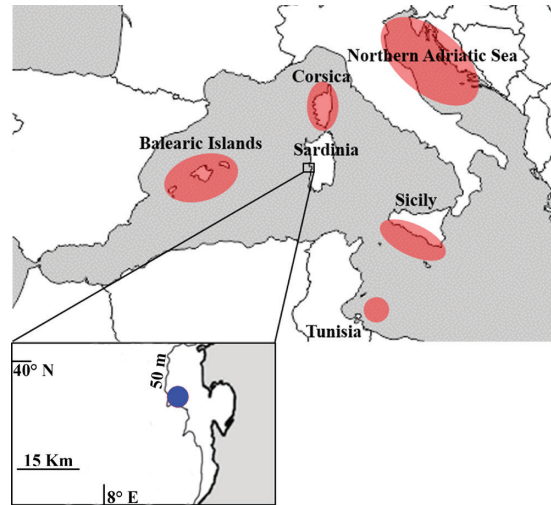 Northern Adriatic Sea
Corsica
Balearic Islands
Sardinia
Sicily
Tunisia
40° N
50 m
15 Km
8° E